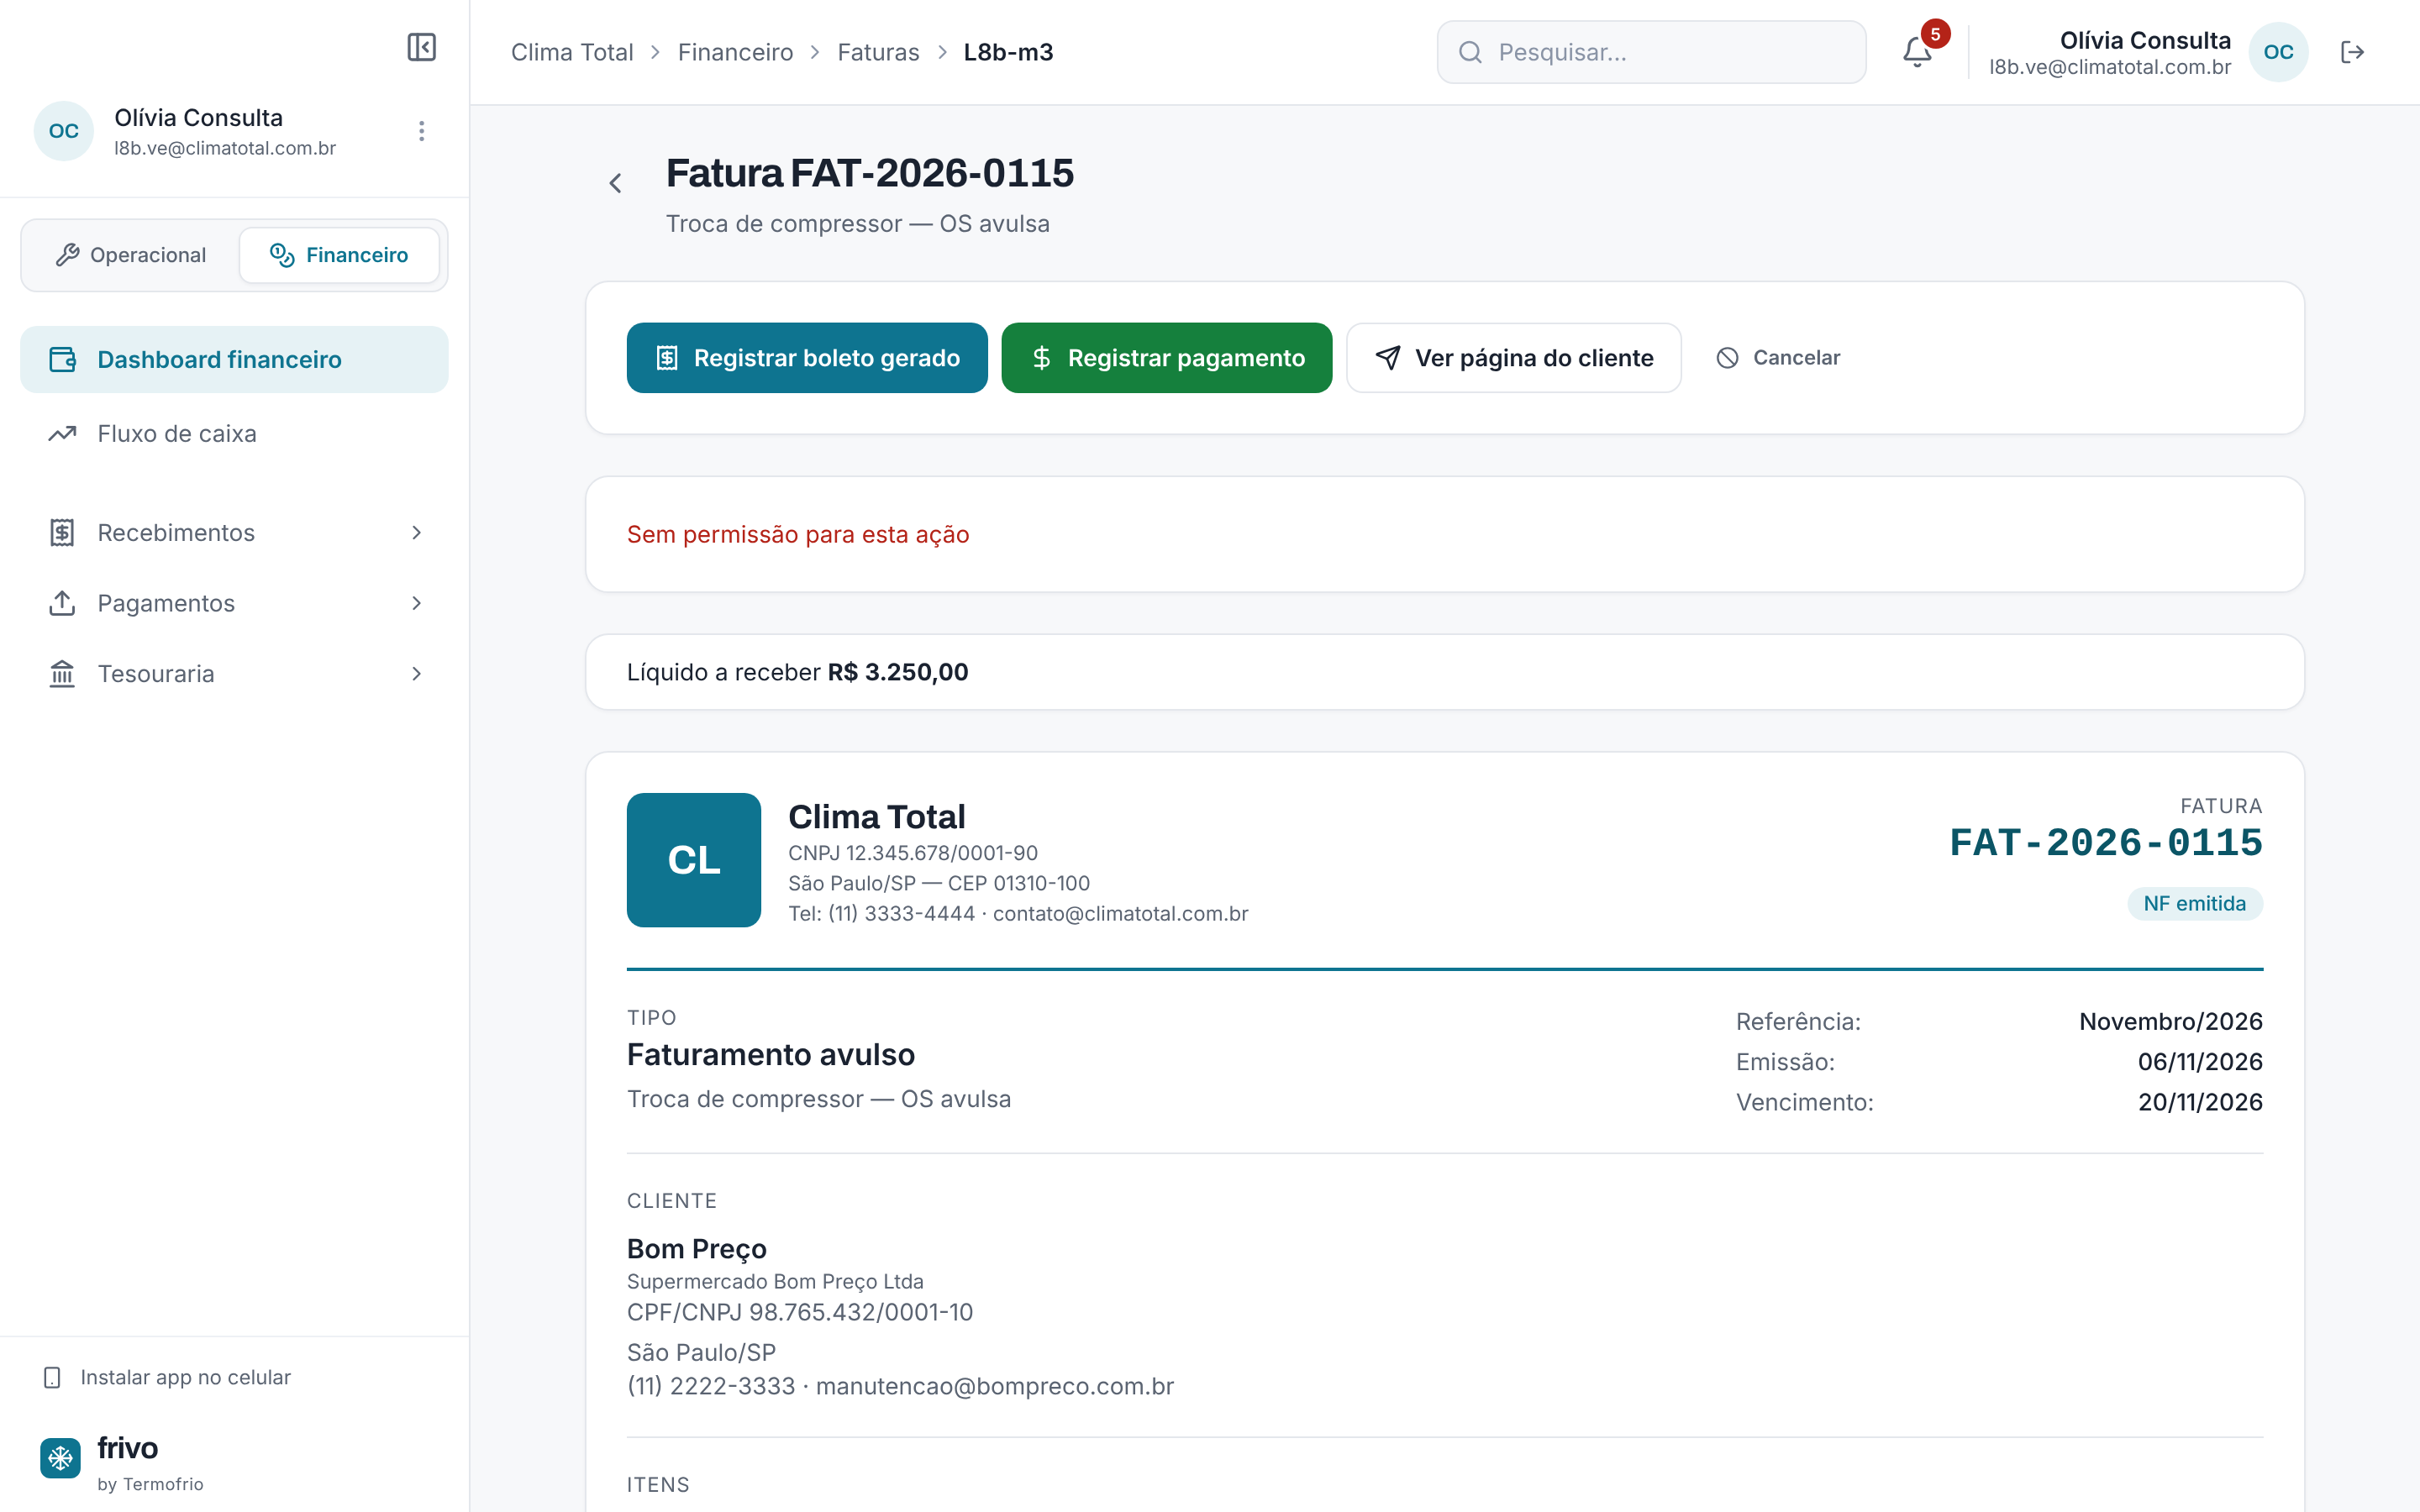 OC
Olívia Consulta
l8b.ve@climatotal.com.br
Operacional
Financeiro
Dashboard financeiro
Fluxo de caixa
Recebimentos
Pagamentos
Tesouraria
Instalar app no celular
frivo
by Termofrio
Clima Total > Financeiro > Faturas > L8b-m3
Pesquisar...
5
Olívia Consulta
l8b.ve@climatotal.com.br
OC
Fatura FAT-2026-0115
Troca de compressor — OS avulsa
Registrar boleto gerado
Registrar pagamento
Ver página do cliente
Cancelar
Sem permissão para esta ação
Líquido a receber R$ 3.250,00
CL
Clima Total
CNPJ 12.345.678/0001-90
São Paulo/SP — CEP 01310-100
Tel: (11) 3333-4444 · contato@climatotal.com.br
FATURA
FAT-2026-0115
NF emitida
TIPO
Faturamento avulso
Troca de compressor — OS avulsa
Referência: Novembro/2026
Emissão: 06/11/2026
Vencimento: 20/11/2026
CLIENTE
Bom Preço
Supermercado Bom Preço Ltda
CPF/CNPJ 98.765.432/0001-10
São Paulo/SP
(11) 2222-3333 · manutencao@bompreco.com.br
ITENS